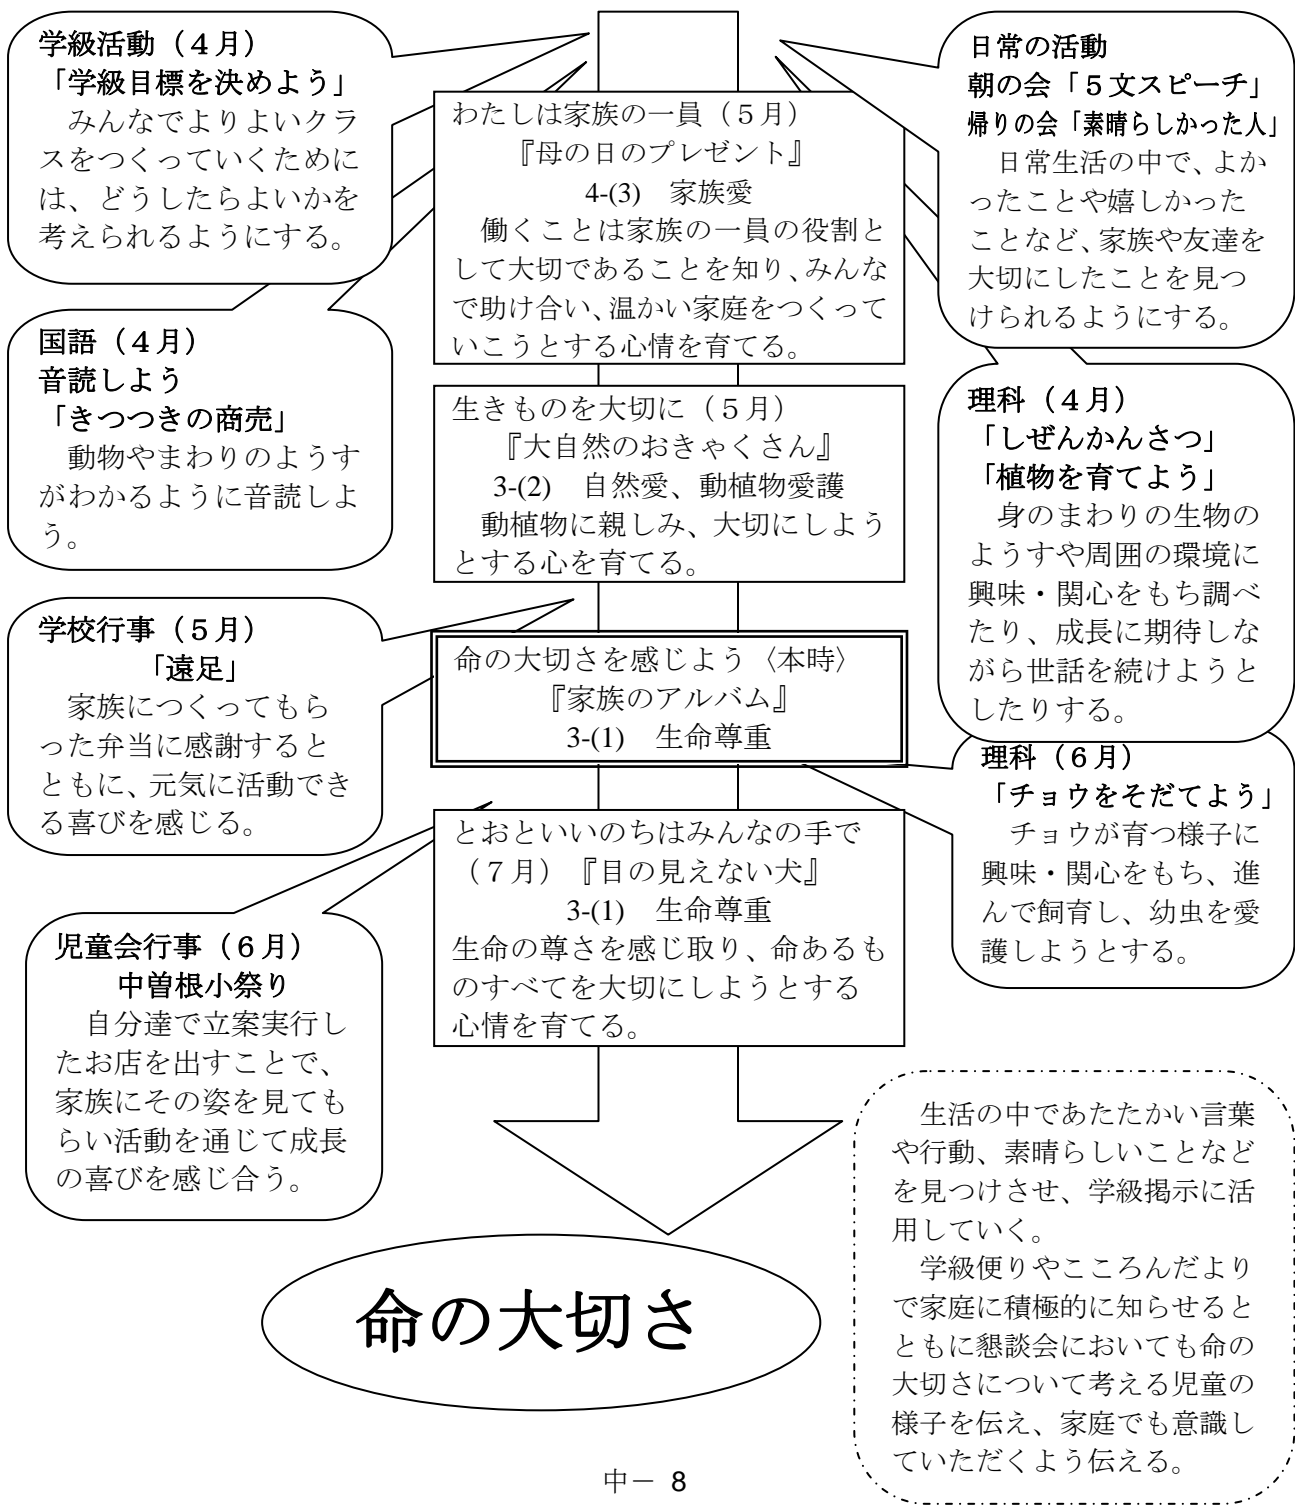 学級活動（４月）
「学級目標を決めよう」
みんなでよりよいクラ
スをつくっていくために
は、どうしたらよいかを
考えられるようにする。
国語（４月）
音読しよう
「きつつきの商売」
動物やまわりのようす
がわかるように音読しよ
う。
学校行事（５月）
「遠足」
家族につくってもら
った弁当に感謝すると
ともに、元気に活動でき
る喜びを感じる。
児童会行事（６月）
中曽根小祭り
自分達で立案実行し
たお店を出すことで、
家族にその姿を見ても
らい活動を通じて成長
の喜びを感じ合う。
わたしは家族の一員（５月）
『母の日のプレゼント』
4-(3)　家族愛
働くことは家族の一員の役割と
して大切であることを知り、みんな
で助け合い、温かい家庭をつくって
いこうとする心情を育てる。
生きものを大切に（５月）
『大自然のおきゃくさん』
3-(2)　自然愛、動植物愛護
動植物に親しみ、大切にしよう
とする心を育てる。
命の大切さを感じよう〈本時〉
『家族のアルバム』
3-(1)　生命尊重
とおといいのちはみんなの手で
（７月）『目の見えない犬』
3-(1)　生命尊重
生命の尊さを感じ取り、命あるも
のすべてを大切にしようとする
心情を育てる。
命の大切さ
日常の活動
朝の会「５文スピーチ」
帰りの会「素晴らしかった人」
日常生活の中で、よか
ったことや嬉しかった
ことなど、家族や友達を
大切にしたことを見つ
けられるようにする。
理科（４月）
「しぜんかんさつ」
「植物を育てよう」
身のまわりの生物の
ようすや周囲の環境に
興味・関心をもち調べ
たり、成長に期待しな
がら世話を続けようと
したりする。
理科（６月）
「チョウをそだてよう」
チョウが育つ様子に
興味・関心をもち、進
んで飼育し、幼虫を愛
護しようとする。
生活の中であたたかい言葉
や行動、素晴らしいことなど
を見つけさせ、学級掲示に活
用していく。
学級便りやこころんだより
で家庭に積極的に知らせると
ともに懇談会においても命の
大切さについて考える児童の
様子を伝え、家庭でも意識し
ていただくよう伝える。
中－ 8